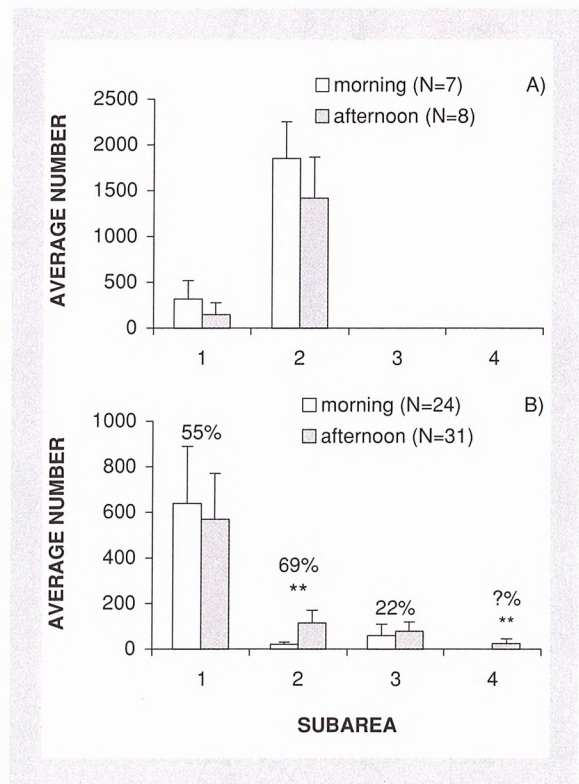 morning (N=7)
A)
afternoon (N=8)
AVERAGE NUMBER
2500
2000
1500
1000
500
0
1 2 3 4
morning (N=24)
B)
afternoon (N=31)
AVERAGE NUMBER
1000
800
600
400
200
0
55%
69%
**
22%
?%
**
1 2 3 4
SUBAREA